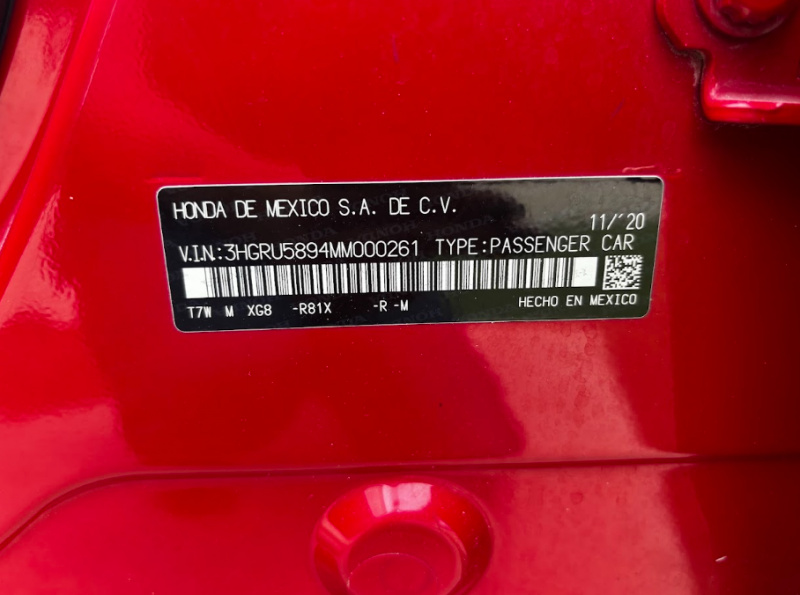 HONDA DE MEXICO S.A. DE C.V.
11/'20
V.I.N:3HGRU5894MM000261 TYPE:PASSENGER CAR
T7W M XG8 -R81X -R -M
HECHO EN MEXICO